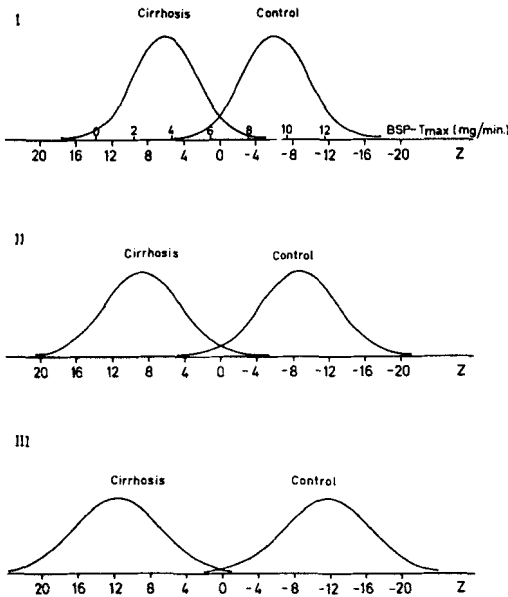 I
Cirrhosis Control
0 2 4 6 8 10 12 BSP-Tmax (mg/min.)
20 16 12 8 4 0 -4 -8 -12 -16 -20 Z
II
Cirrhosis Control
20 16 12 8 4 0 -4 -8 -12 -16 -20 Z
III
Cirrhosis Control
20 16 12 8 4 0 -4 -8 -12 -16 -20 Z